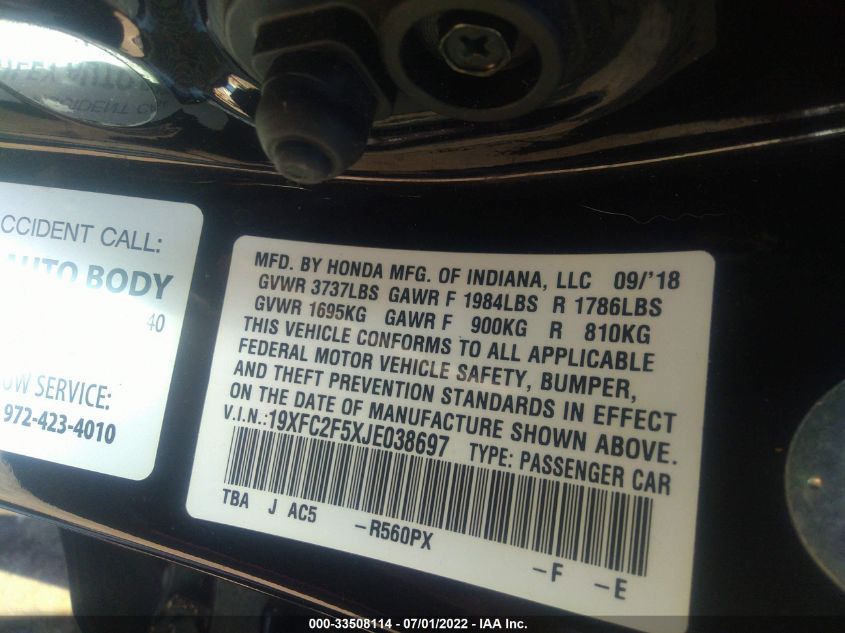 CCIDENT CALL:
AUTO BODY
40
OW SERVICE:
972-423-4010
MFD. BY HONDA MFG. OF INDIANA, LLC 09/'18
GVWR 3737LBS GAWR F 1984LBS R 1786LBS
GVWR 1695KG GAWR F 900KG R 810KG
THIS VEHICLE CONFORMS TO ALL APPLICABLE
FEDERAL MOTOR VEHICLE SAFETY, BUMPER,
AND THEFT PREVENTION STANDARDS IN EFFECT
ON THE DATE OF MANUFACTURE SHOWN ABOVE.
V.I.N.:19XFC2F5XJE038697 TYPE: PASSENGER CAR
TBA J AC5 -R560PX -F -E
000-33508114 - 07/01/2022 - IAA Inc.